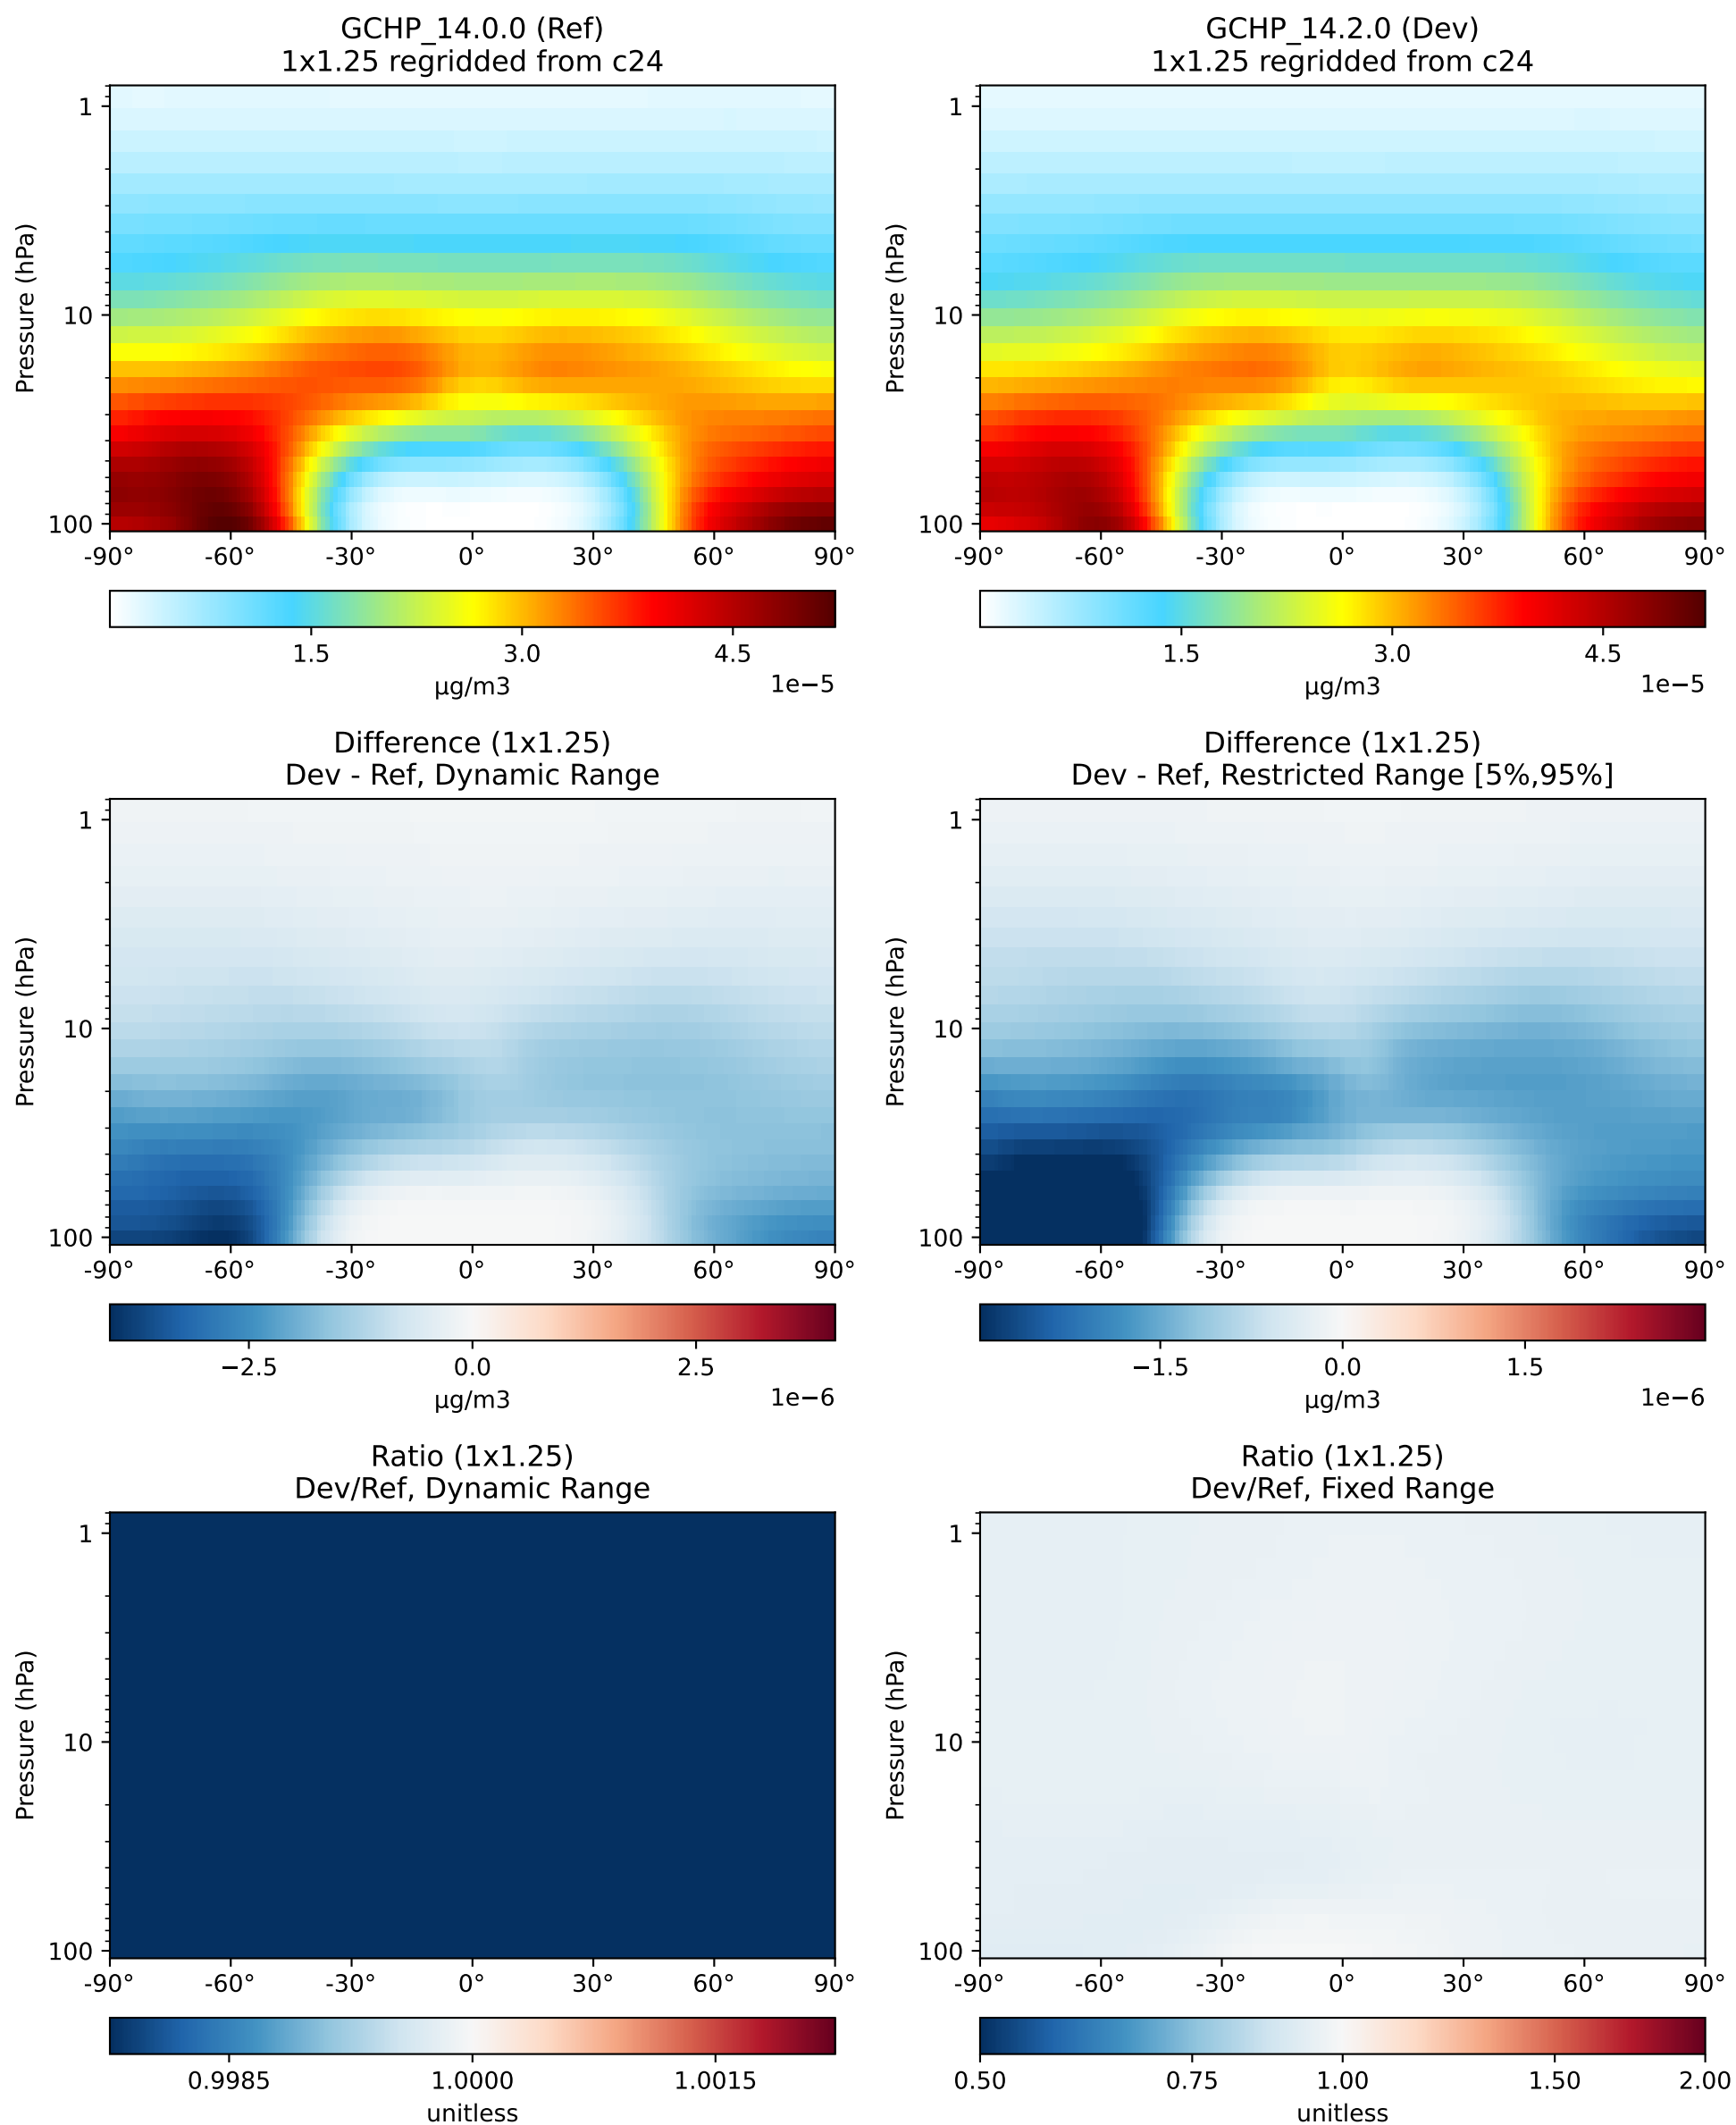 GCHP_14.0.0 (Ref)
1x1.25 regridded from c24
Pressure (hPa)
1
10
100
-90° -60° -30° 0° 30° 60° 90°
1.5 3.0 4.5
µg/m3 1e−5
GCHP_14.2.0 (Dev)
1x1.25 regridded from c24
Pressure (hPa)
1
10
100
-90° -60° -30° 0° 30° 60° 90°
1.5 3.0 4.5
µg/m3 1e−5
Difference (1x1.25)
Dev - Ref, Dynamic Range
Pressure (hPa)
1
10
100
-90° -60° -30° 0° 30° 60° 90°
−2.5 0.0 2.5
µg/m3 1e−6
Difference (1x1.25)
Dev - Ref, Restricted Range [5%,95%]
Pressure (hPa)
1
10
100
-90° -60° -30° 0° 30° 60° 90°
−1.5 0.0 1.5
µg/m3 1e−6
Ratio (1x1.25)
Dev/Ref, Dynamic Range
Pressure (hPa)
1
10
100
-90° -60° -30° 0° 30° 60° 90°
0.9985 1.0000 1.0015
unitless
Ratio (1x1.25)
Dev/Ref, Fixed Range
Pressure (hPa)
1
10
100
-90° -60° -30° 0° 30° 60° 90°
0.50 0.75 1.00 1.50 2.00
unitless